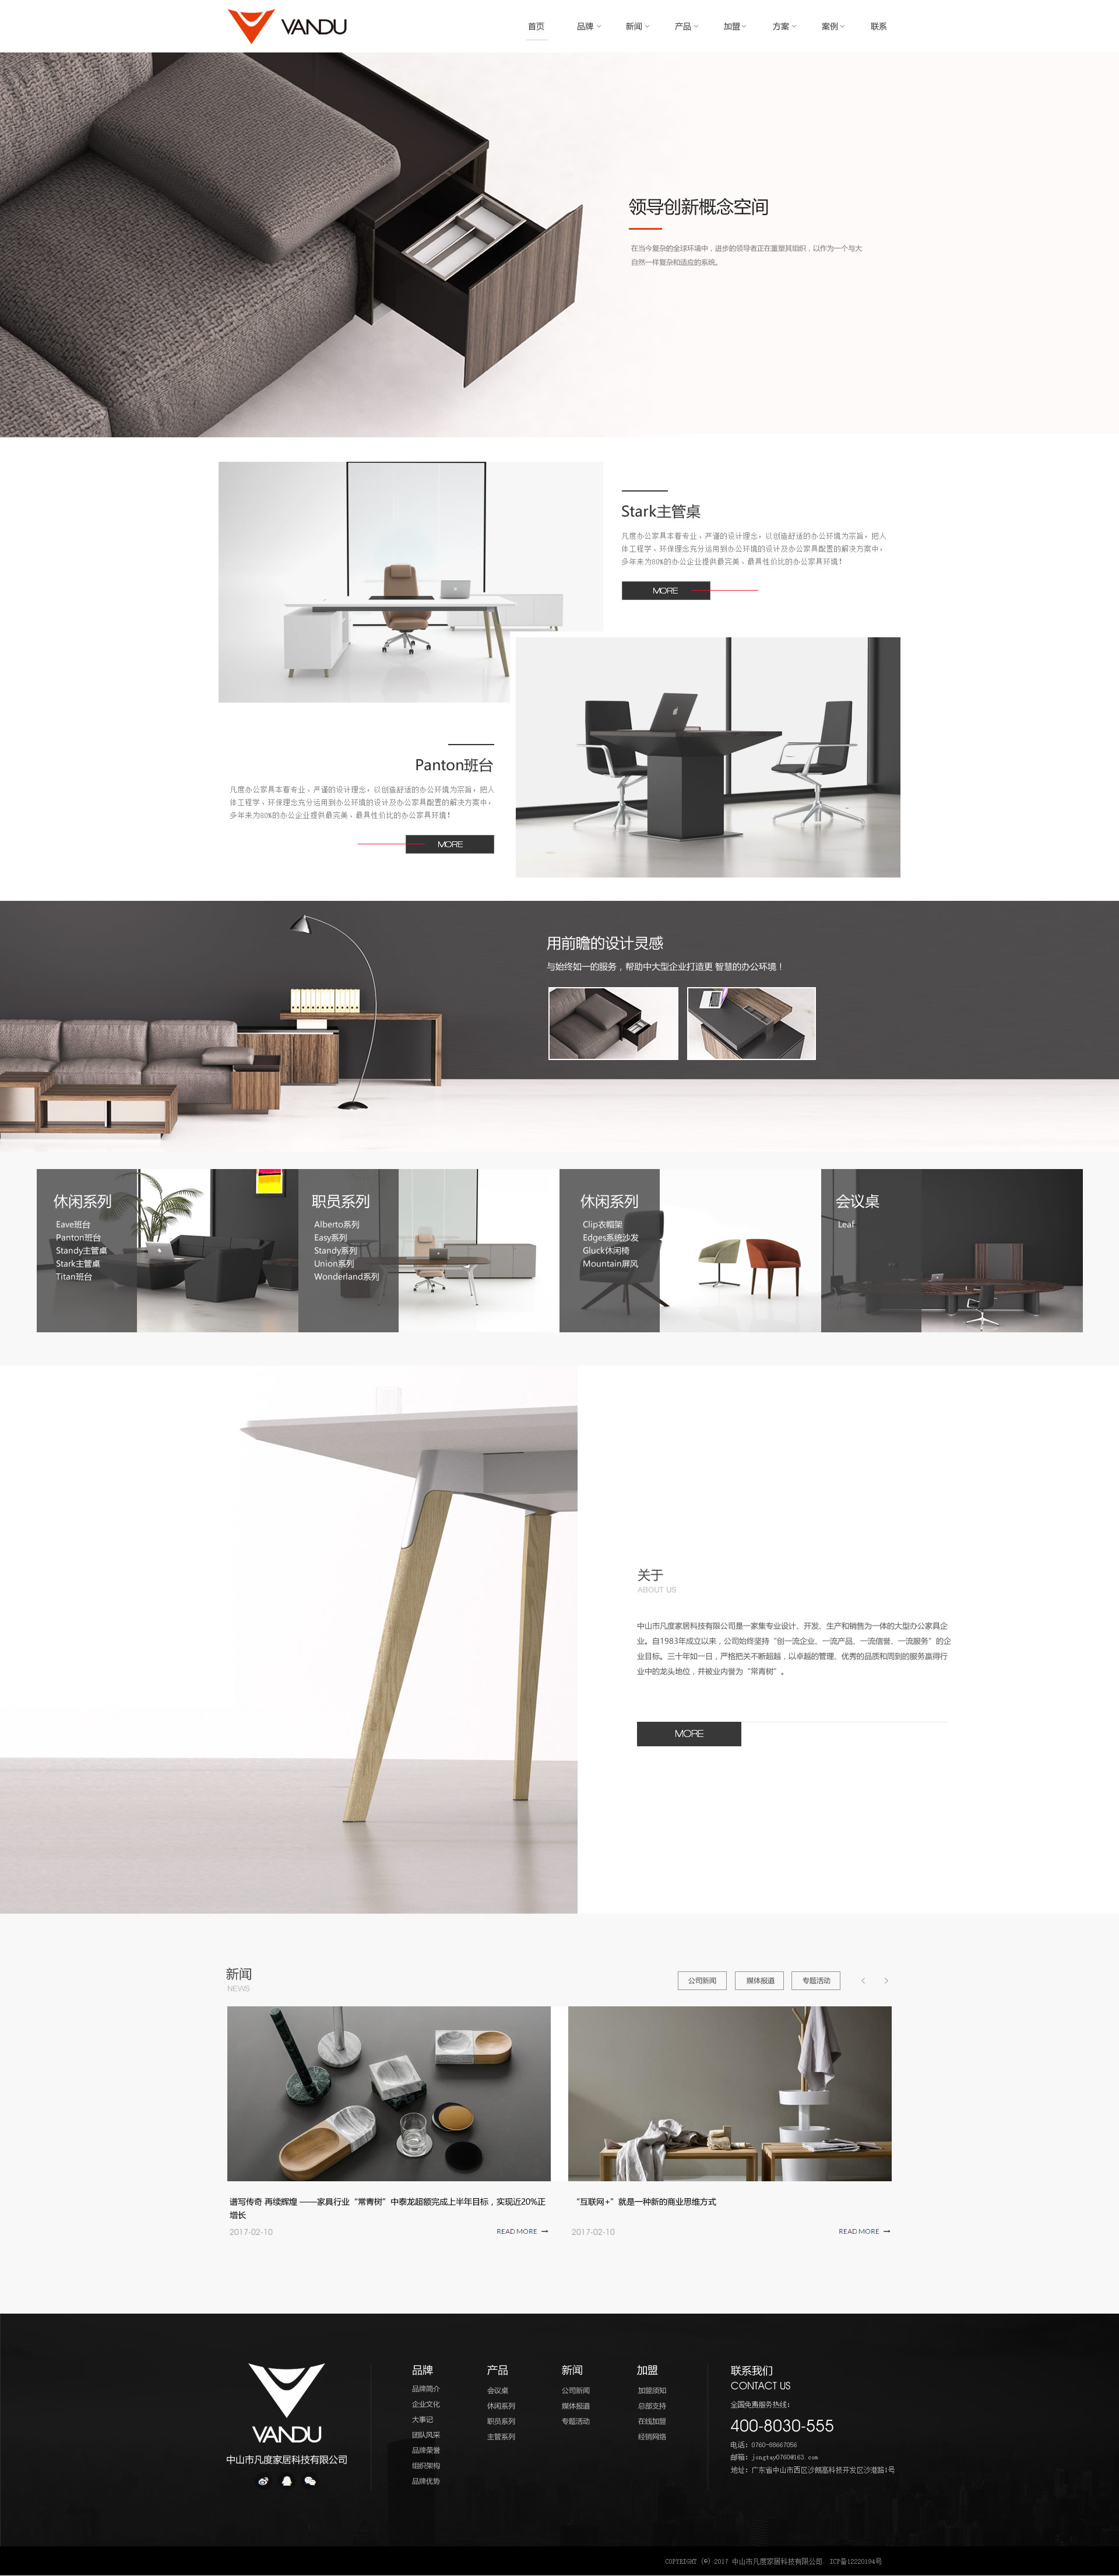 VANDU
首页 品牌 新闻 产品 加盟 方案 案例 联系
领导创新概念空间
在当今复杂的全球环境中，进步的领导者正在重塑其组织，以作为一个与大
自然一样复杂和适应的系统。
Stark主管桌
凡度办公家具本着专业、严谨的设计理念，以创造舒适的办公环境为宗旨，把人
体工程学、环保理念充分运用到办公环境的设计及办公家具配置的解决方案中，
多年来为80%的办公企业提供最完美、最具性价比的办公家具环境！
MORE
Panton班台
凡度办公家具本着专业、严谨的设计理念，以创造舒适的办公环境为宗旨，把人
体工程学、环保理念充分运用到办公环境的设计及办公家具配置的解决方案中，
多年来为80%的办公企业提供最完美、最具性价比的办公家具环境！
MORE
用前瞻的设计灵感
与始终如一的服务，帮助中大型企业打造更 智慧的办公环境！
休闲系列
Eave班台
Panton班台
Standy主管桌
Stark主管桌
Titan班台
职员系列
Alberto系列
Easy系列
Standy系列
Union系列
Wonderland系列
休闲系列
Clip衣帽架
Edges系统沙发
Gluck休闲椅
Mountain屏风
会议桌
Leaf
关于
ABOUT US
中山市凡度家居科技有限公司是一家集专业设计、开发、生产和销售为一体的大型办公家具企
业。自1983年成立以来，公司始终坚持“创一流企业、一流产品、一流信誉、一流服务”的企
业目标。三十年如一日，严格把关不断超越，以卓越的管理、优秀的品质和周到的服务赢得行
业中的龙头地位，并被业内誉为“常青树”。
MORE
新闻
NEWS
公司新闻 媒体报道 专题活动
谱写传奇 再续辉煌 ——家具行业“常青树”中泰龙超额完成上半年目标，实现近20%正
增长
2017-02-10 READ MORE
“互联网+”就是一种新的商业思维方式
2017-02-10 READ MORE
VANDU
中山市凡度家居科技有限公司
品牌
品牌简介
企业文化
大事记
团队风采
品牌荣誉
组织架构
品牌优势
产品
会议桌
休闲系列
职员系列
主管系列
新闻
公司新闻
媒体报道
专题活动
加盟
加盟须知
总部支持
在线加盟
经销网络
联系我们
CONTACT US
全国免费服务热线：
400-8030-555
电话：0760-88667056
邮箱：jongtay0760@163.com
地址：广东省中山市西区沙朗高科技开发区沙港路1号
COPYRIGHT (©) 2017 中山市凡度家居科技有限公司. ICP备12220194号